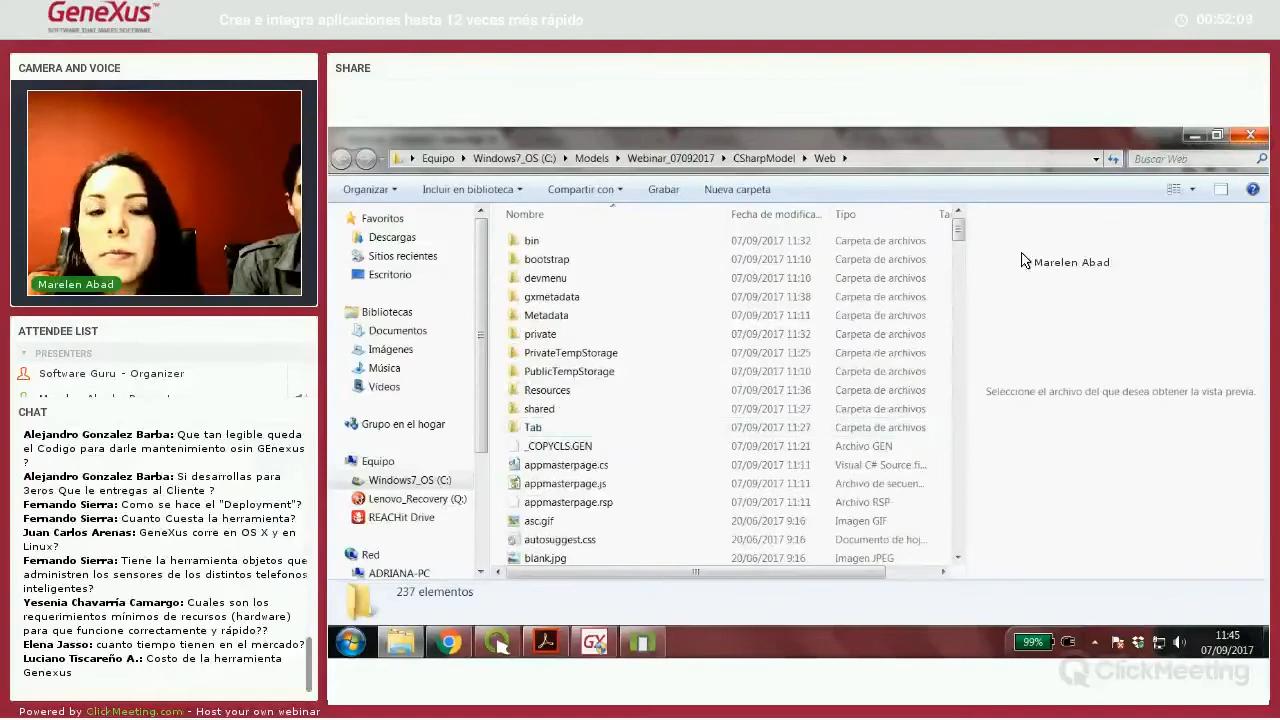 GeneXus™
SOFTWARE THAT MAKES SOFTWARE
Crea e integra aplicaciones hasta 12 veces más rápido
00:52:09
CAMERA AND VOICE
Marelen Abad
ATTENDEE LIST
PRESENTERS
Software Guru - Organizer
CHAT
Alejandro Gonzalez Barba: Que tan legible queda
el Codigo para darle mantenimiento osin GEnexus
?
Alejandro Gonzalez Barba: Si desarrollas para
3eros Que le entregas al Cliente ?
Fernando Sierra: Como se hace el "Deployment"?
Fernando Sierra: Cuanto Cuesta la herramienta?
Juan Carlos Arenas: GeneXus corre en OS X y en
Linux?
Fernando Sierra: Tiene la herramienta objetos que
administren los sensores de los distintos telefonos
inteligentes?
Yesenia Chavarría Camargo: Cuales son los
requerimientos mínimos de recursos (hardware)
para que funcione correctamente y rápido??
Elena Jasso: cuanto tiempo tienen en el mercado?
Luciano Tiscareño A.: Costo de la herramienta
Genexus
Powered by ClickMeeting.com - Host your own webinar
SHARE
Equipo Windows7_OS (C:) Models Webinar_07092017 CSharpModel Web
Buscar Web
Organizar Incluir en biblioteca Compartir con Grabar Nueva carpeta
Favoritos
Descargas
Sitios recientes
Escritorio
Bibliotecas
Documentos
Imágenes
Música
Vídeos
Grupo en el hogar
Equipo
Windows7_OS (C:)
Lenovo_Recovery (Q:)
REACHit Drive
Red
ADRIANA-PC
Nombre Fecha de modifica... Tipo Ta
bin 07/09/2017 11:32 Carpeta de archivos
bootstrap 07/09/2017 11:10 Carpeta de archivos
devmenu 07/09/2017 11:10 Carpeta de archivos
gxmetadata 07/09/2017 11:38 Carpeta de archivos
Metadata 07/09/2017 11:11 Carpeta de archivos
private 07/09/2017 11:32 Carpeta de archivos
PrivateTempStorage 07/09/2017 11:25 Carpeta de archivos
PublicTempStorage 07/09/2017 11:10 Carpeta de archivos
Resources 07/09/2017 11:36 Carpeta de archivos
shared 07/09/2017 11:27 Carpeta de archivos
Tab 07/09/2017 11:27 Carpeta de archivos
_COPYCLS.GEN 07/09/2017 11:21 Archivo GEN
appmasterpage.cs 07/09/2017 11:11 Visual C# Source fi...
appmasterpage.js 07/09/2017 11:11 Archivo de secuen...
appmasterpage.rsp 07/09/2017 11:11 Archivo RSP
asc.gif 20/06/2017 9:16 Imagen GIF
autosuggest.css 20/06/2017 9:16 Documento de hoj...
blank.jpg 20/06/2017 9:16 Imagen JPEG
Marelen Abad
Seleccione el archivo del que desea obtener la vista previa.
237 elementos
GX
99%
11:45
07/09/2017
ClickMeeting